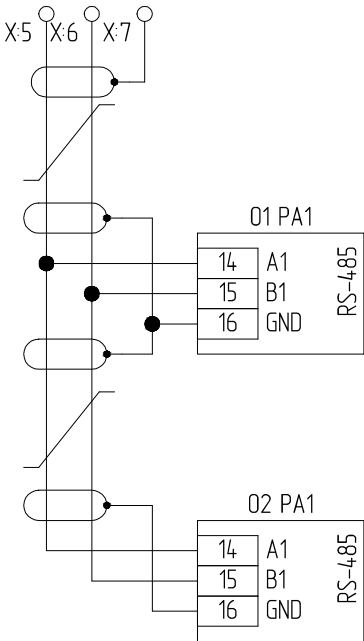 X:5 X:6 X:7
01 PA1
14 A1
15 B1
16 GND
RS-485
02 PA1
14 A1
15 B1
16 GND
RS-485